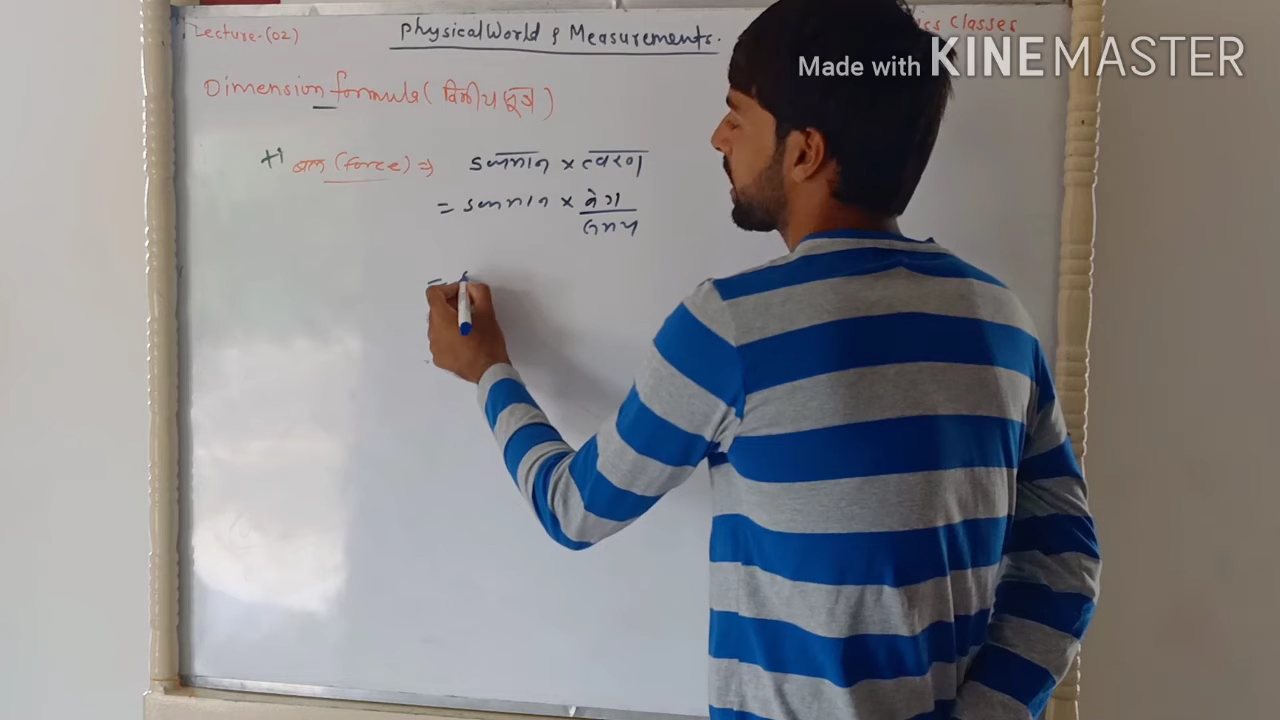 Lecture-(02)
Physical World & Measurements.
ics Classes
Made with KINEMASTER
Dimension formula (विमीय सूत्र)
बल (force) ⇒ द्रव्यमान × त्वरण
= द्रव्यमान × वेग
समय
=